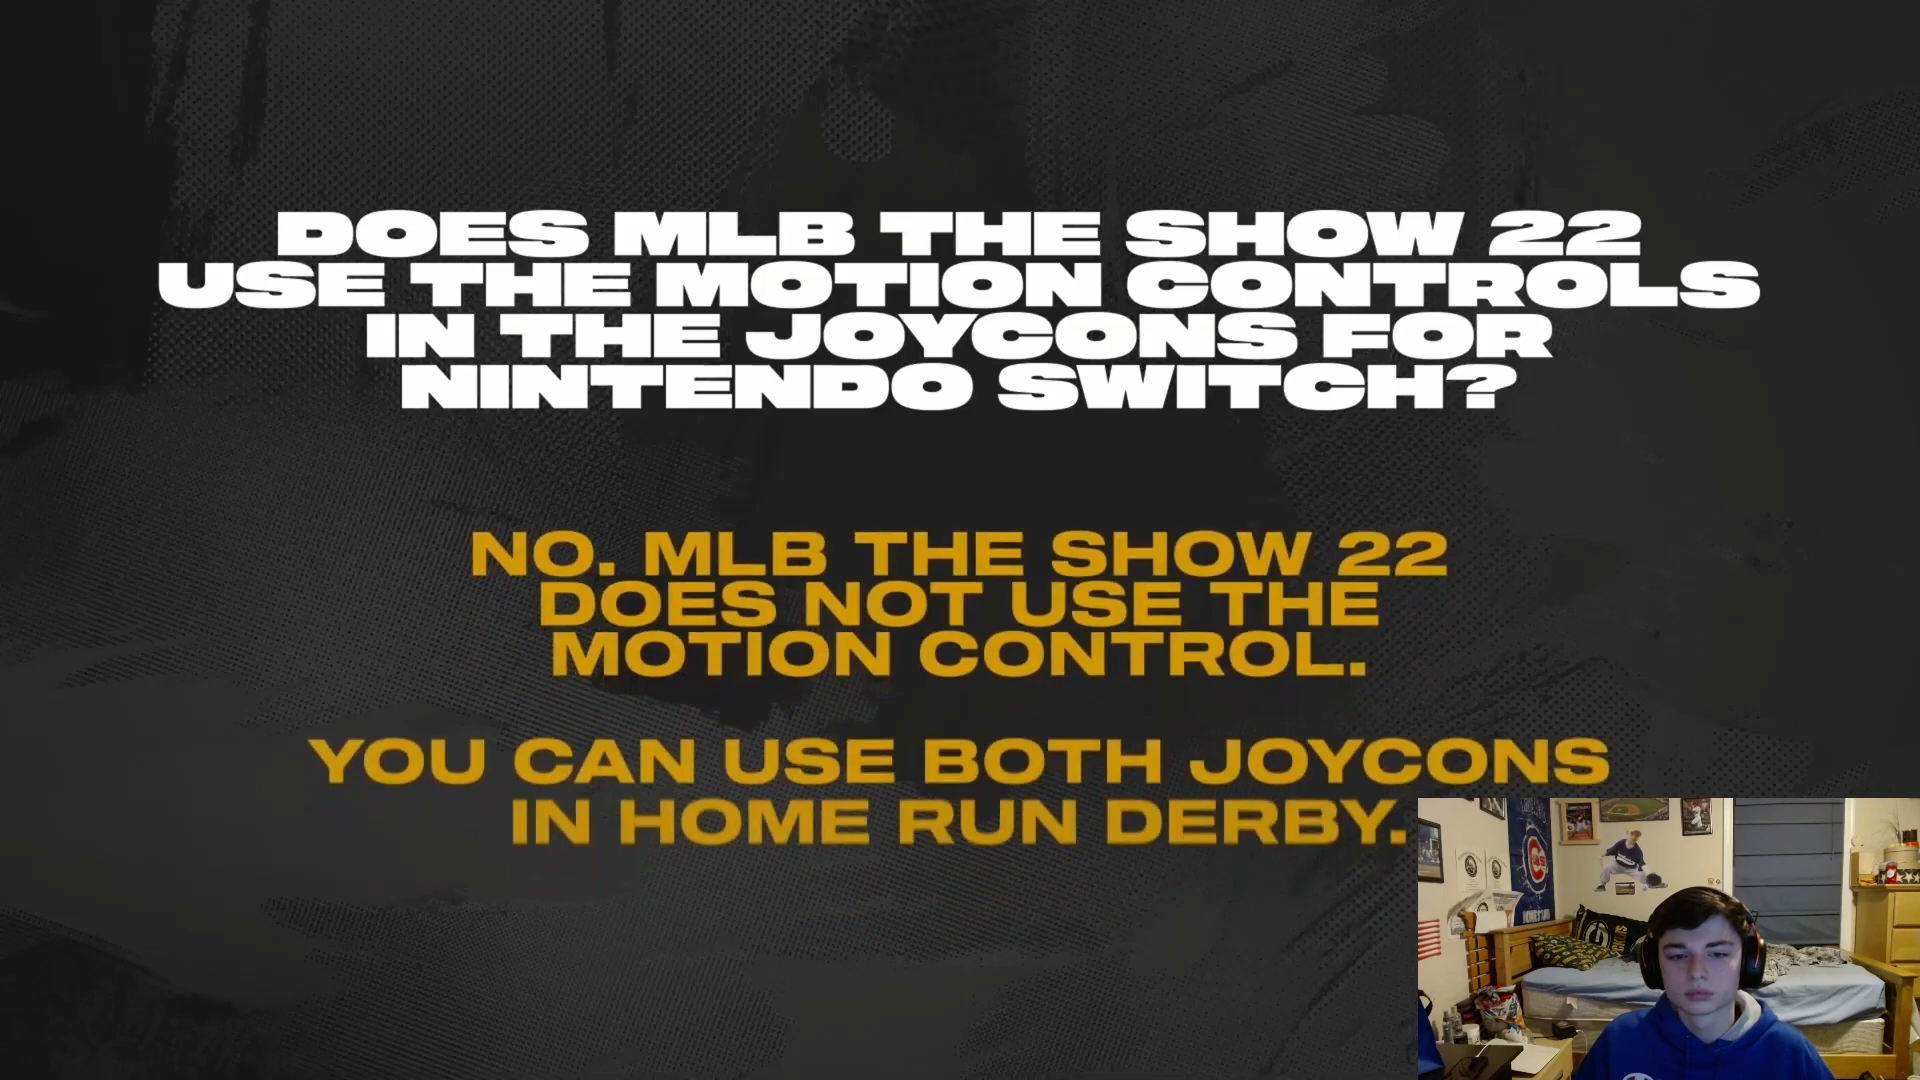 DOES MLB THE SHOW 22
USE THE MOTION CONTROLS
IN THE JOYCONS FOR
NINTENDO SWITCH?
NO. MLB THE SHOW 22
DOES NOT USE THE
MOTION CONTROL.
YOU CAN USE BOTH JOYCONS
IN HOME RUN DERBY.